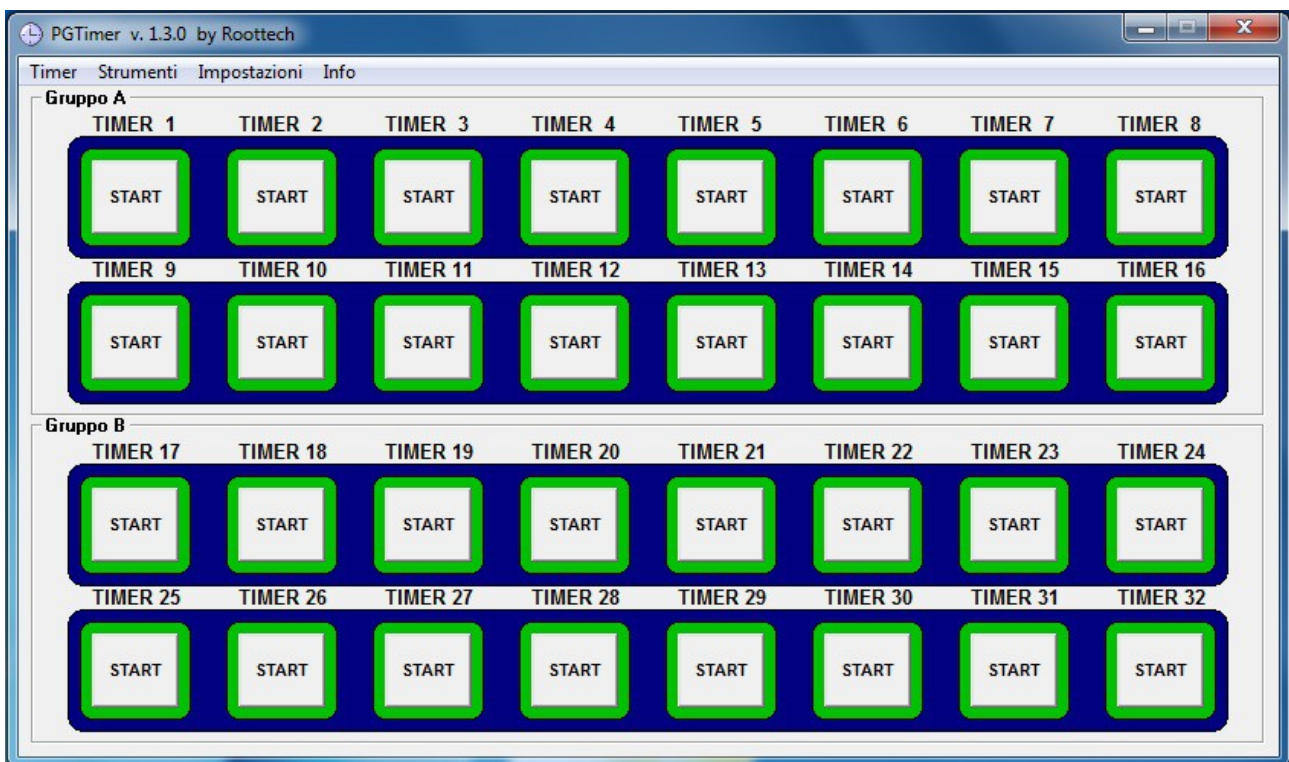 PGTimer v. 1.3.0 by Roottech
Timer Strumenti Impostazioni Info
Gruppo A
TIMER 1 TIMER 2 TIMER 3 TIMER 4 TIMER 5 TIMER 6 TIMER 7 TIMER 8
START START START START START START START START
TIMER 9 TIMER 10 TIMER 11 TIMER 12 TIMER 13 TIMER 14 TIMER 15 TIMER 16
START START START START START START START START
Gruppo B
TIMER 17 TIMER 18 TIMER 19 TIMER 20 TIMER 21 TIMER 22 TIMER 23 TIMER 24
START START START START START START START START
TIMER 25 TIMER 26 TIMER 27 TIMER 28 TIMER 29 TIMER 30 TIMER 31 TIMER 32
START START START START START START START START